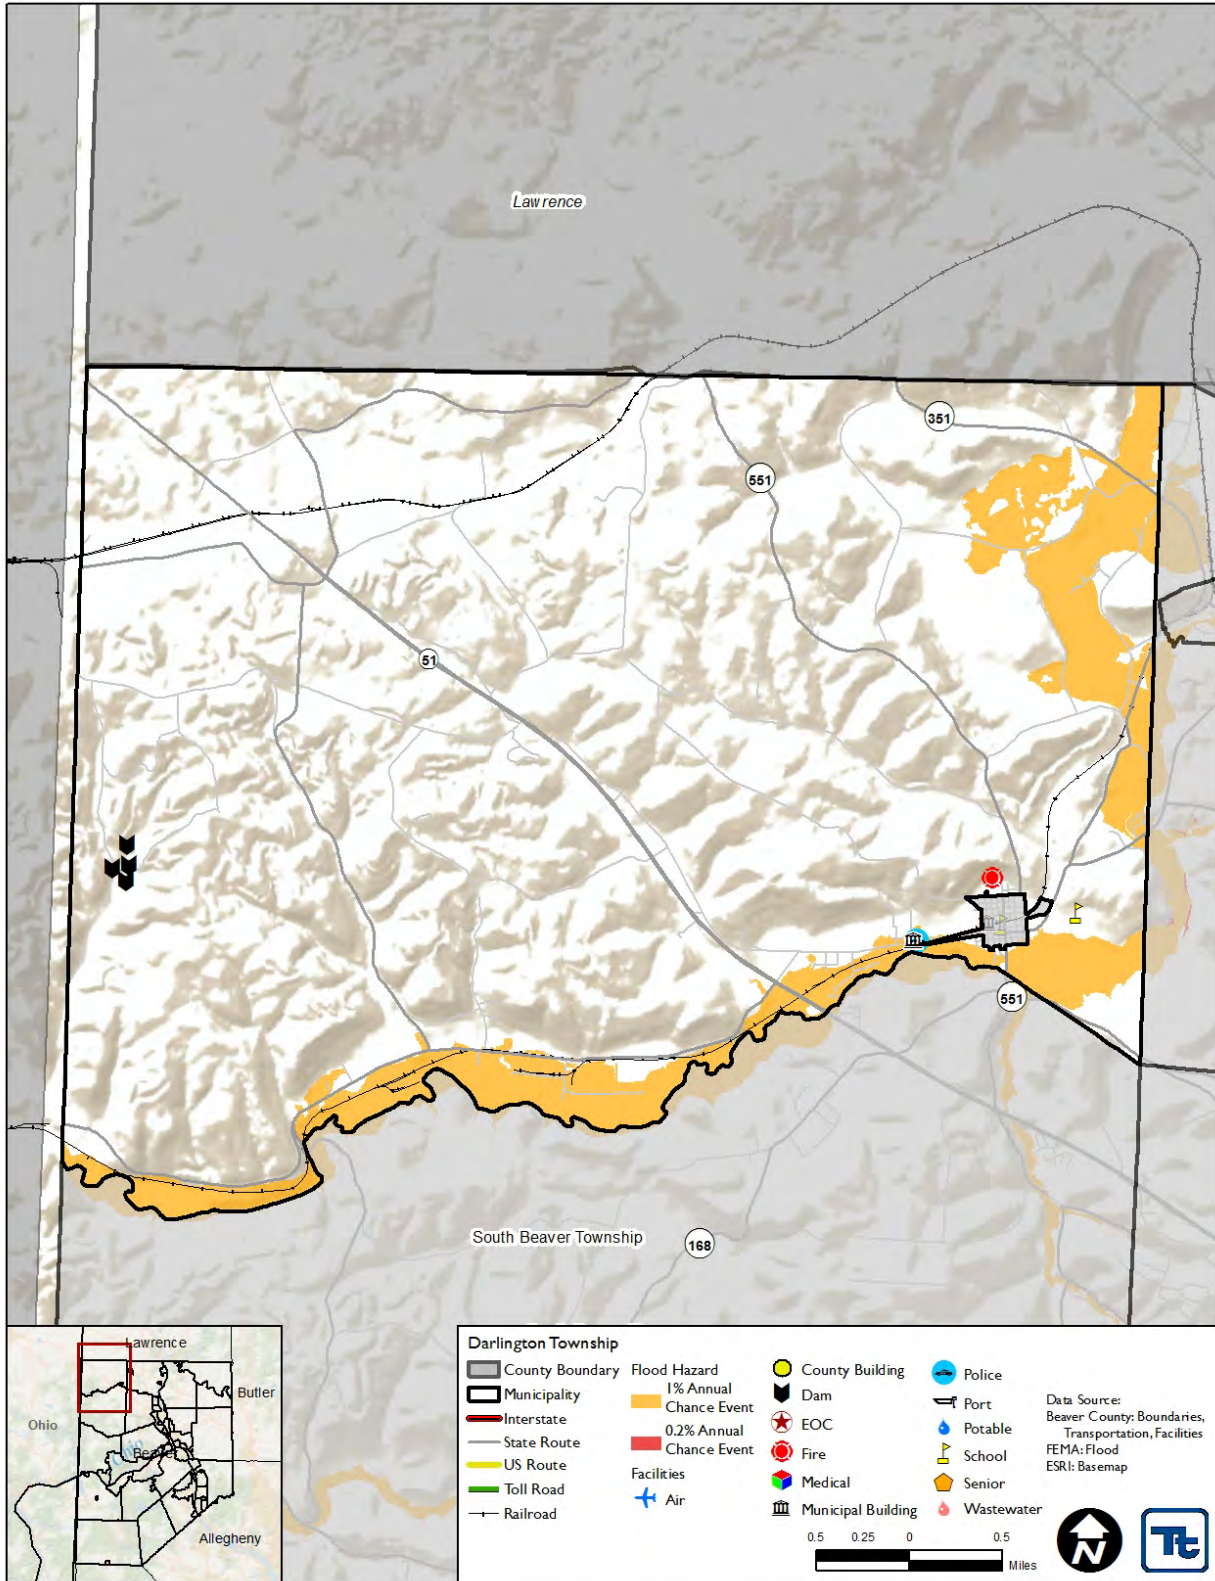 Lawrence
351
551
51
551
South Beaver Township
168
Lawrence
Butler
Ohio
Ohio
Beaver
Allegheny
Darlington Township
County Boundary
Municipality
Interstate
State Route
US Route
Toll Road
Railroad
Flood Hazard
1% Annual
Chance Event
0.2% Annual
Chance Event
Facilities
Air
County Building
Dam
EOC
Fire
Medical
Municipal Building
Police
Port
Potable
School
Senior
Wastewater
Data Source:
Beaver County: Boundaries,
Transportation, Facilities
FEMA: Flood
ESRI: Basemap
0.5 0.25 0 0.5
Miles
N
Tt